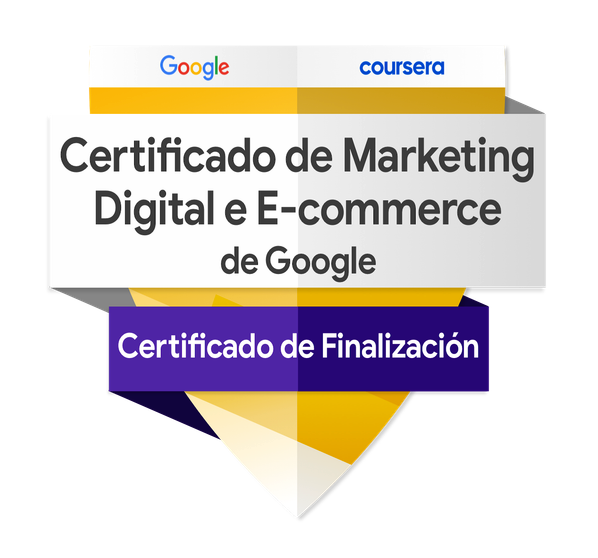 Google coursera
Certificado de Marketing
Digital e E-commerce
de Google
Certificado de Finalización